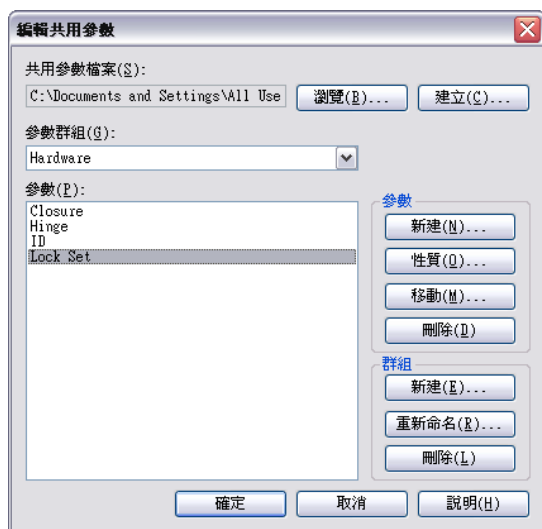 編輯共用參數
共用參數檔案(S):
C:\Documents and Settings\All Use
瀏覽(B)...
建立(C)...
參數群組(G):
Hardware
參數(P):
Closure
Hinge
ID
Lock Set
參數
新建(N)...
性質(O)...
移動(M)...
刪除(D)
群組
新建(E)...
重新命名(R)...
刪除(L)
確定
取消
說明(H)